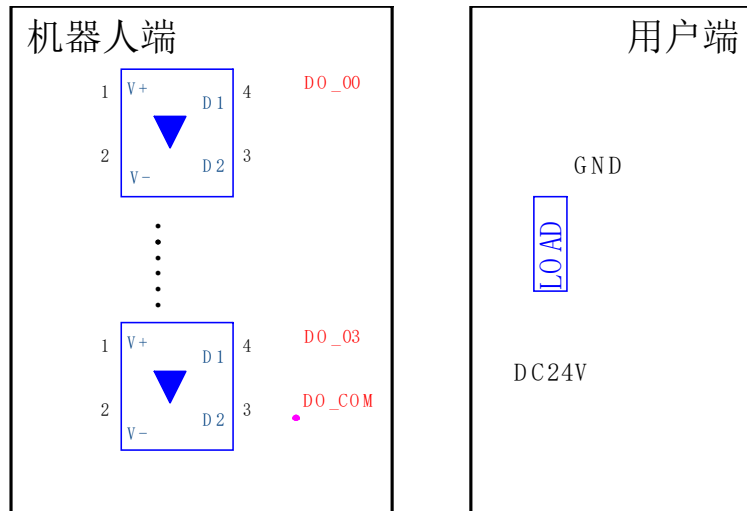 机器人端
1 V+ D1 4 DO_00
2 V- D2 3
1 V+ D1 4 DO_03
2 V- D2 3 DO_COM
用户端
GND
LOAD
DC24V